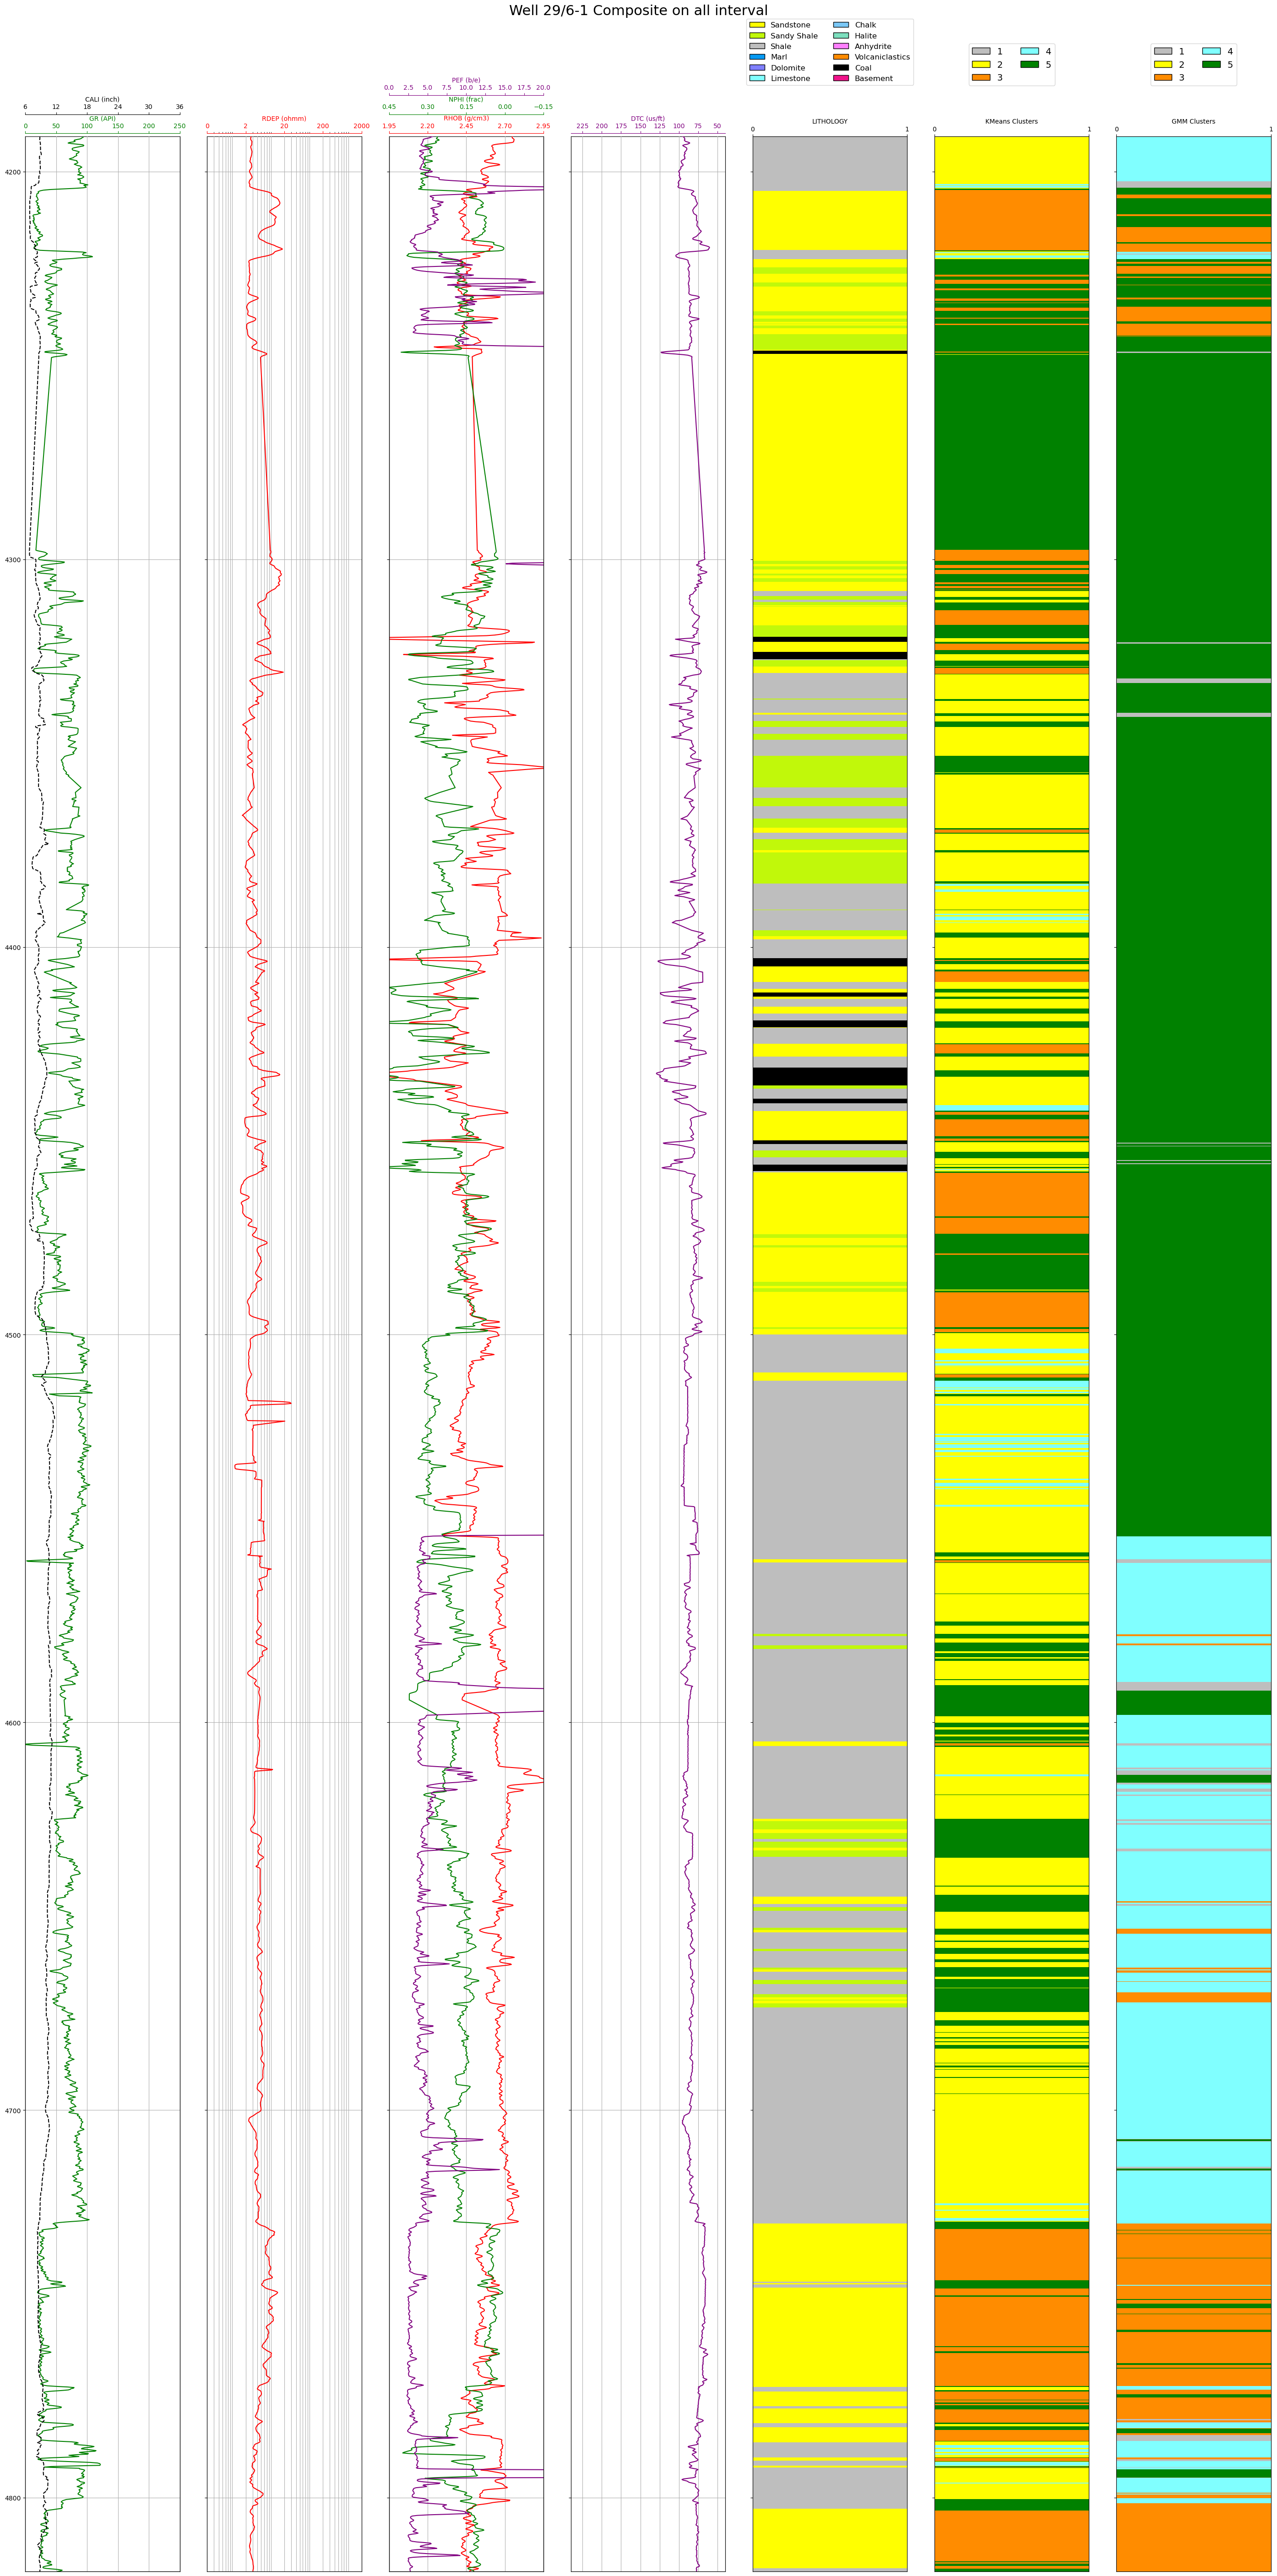 Well 29/6-1 Composite on all interval
Sandstone Chalk
Sandy Shale Halite
Shale Anhydrite
Marl Volcaniclastics
Dolomite Coal
Limestone Basement
1 4
2 5
3
1 4
2 5
3
PEF (b/e)
0.0 2.5 5.0 7.5 10.0 12.5 15.0 17.5 20.0
CALI (inch)
6 12 18 24 30 36
NPHI (frac)
0.45 0.30 0.15 0.00 −0.15
GR (API)
0 50 100 150 200 250
RDEP (ohmm)
0 2 20 200 2000
RHOB (g/cm3)
1.95 2.20 2.45 2.70 2.95
DTC (us/ft)
225 200 175 150 125 100 75 50
LITHOLOGY
0 1
KMeans Clusters
0 1
GMM Clusters
0 1
4200
4300
4400
4500
4600
4700
4800